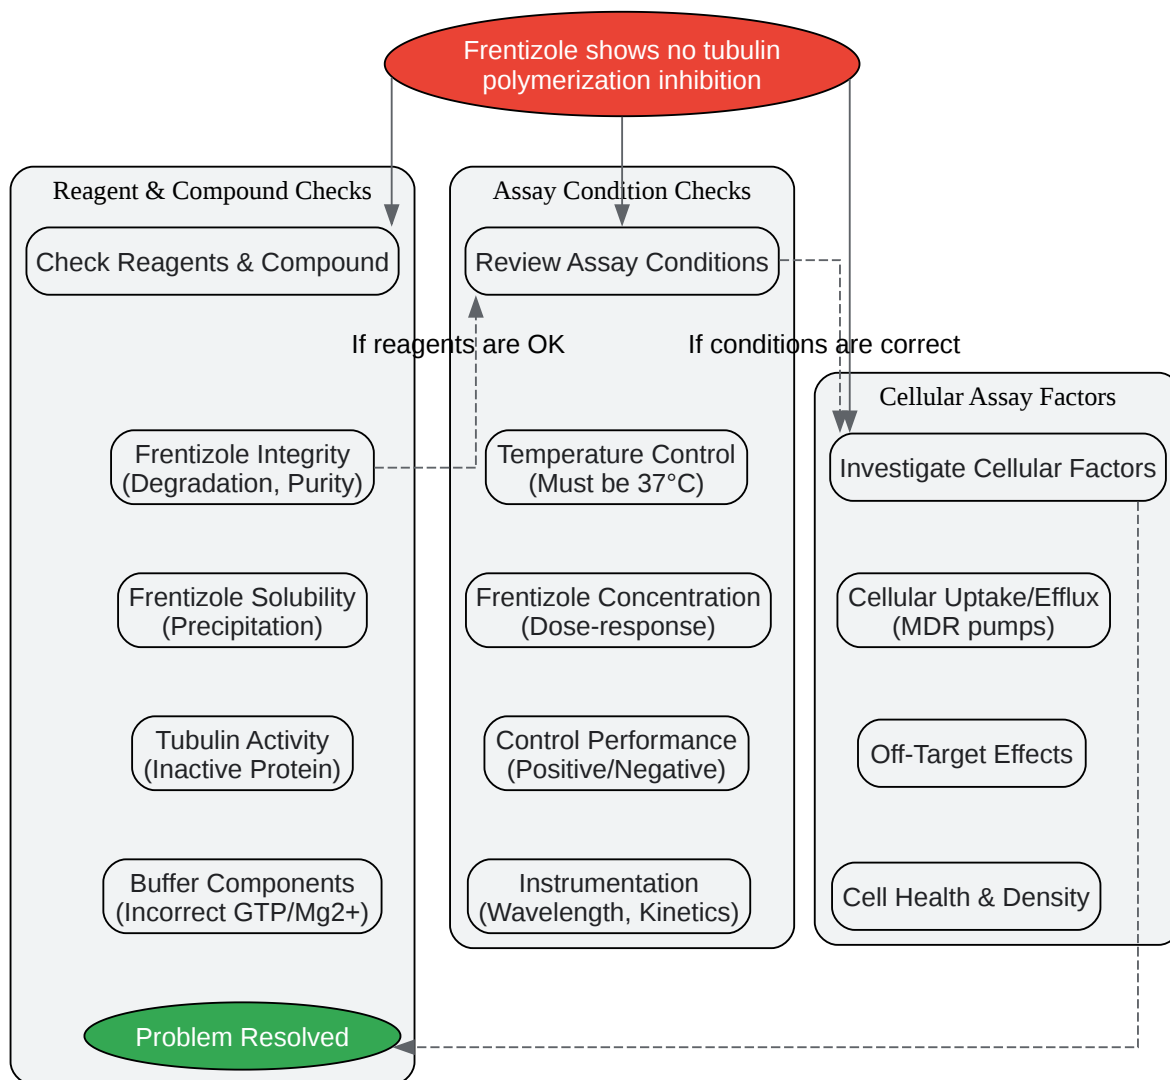 Frentizole shows no tubulin
polymerization inhibition
Reagent & Compound Checks
Check Reagents & Compound
If reagents are OK
Frentizole Integrity
(Degradation, Purity)
Frentizole Solubility
(Precipitation)
Tubulin Activity
(Inactive Protein)
Buffer Components
(Incorrect GTP/Mg2+)
Problem Resolved
Assay Condition Checks
Review Assay Conditions
If conditions are correct
Temperature Control
(Must be 37°C)
Frentizole Concentration
(Dose-response)
Control Performance
(Positive/Negative)
Instrumentation
(Wavelength, Kinetics)
Cellular Assay Factors
Investigate Cellular Factors
Cellular Uptake/Efflux
(MDR pumps)
Off-Target Effects
Cell Health & Density